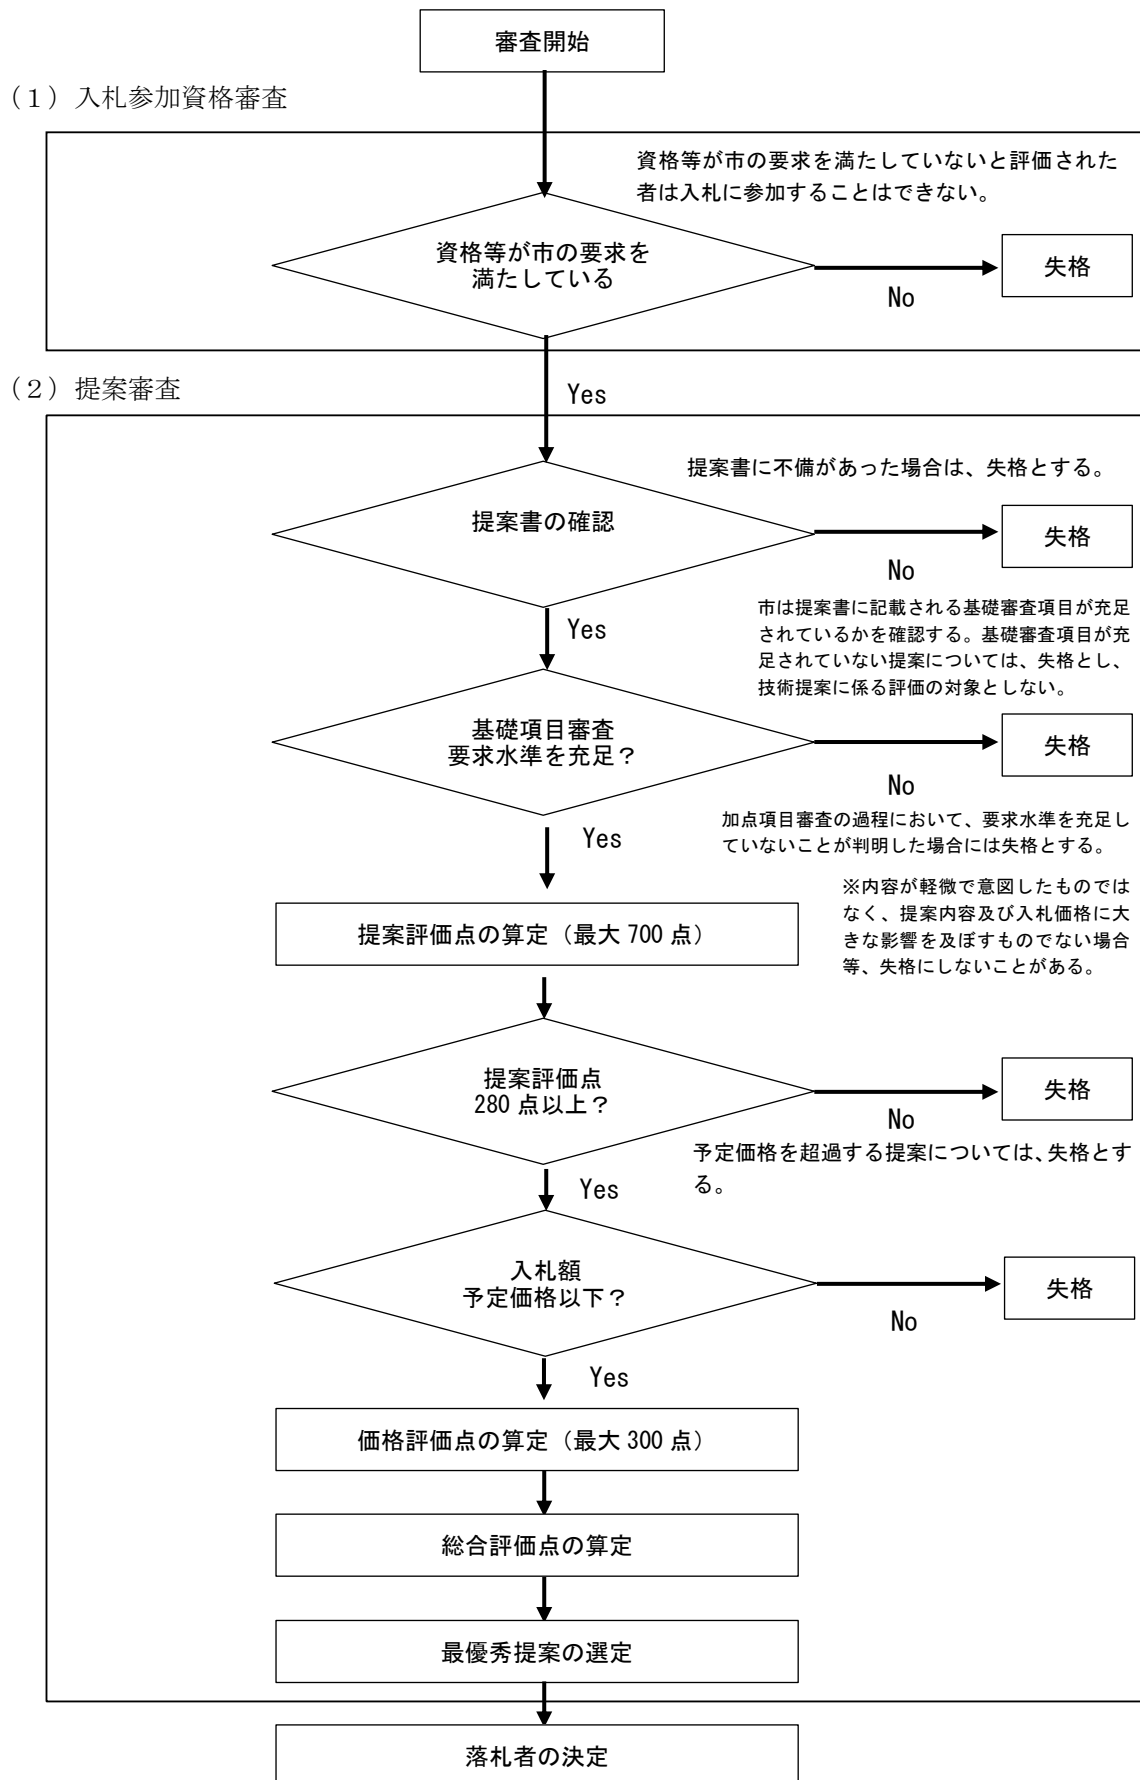 審査開始
（１）入札参加資格審査
資格等が市の要求を満たしていないと評価された
者は入札に参加することはできない。
資格等が市の要求を
満たしている
失格
No
（２）提案審査
Yes
提案書に不備があった場合は、失格とする。
提案書の確認
失格
No
Yes
市は提案書に記載される基礎審査項目が充足
されているかを確認する。基礎審査項目が充
足されていない提案については、失格とし、
技術提案に係る評価の対象としない。
基礎項目審査
要求水準を充足？
失格
No
Yes
加点項目審査の過程において、要求水準を充足し
ていないことが判明した場合には失格とする。
※内容が軽微で意図したものでは
なく、提案内容及び入札価格に大
きな影響を及ぼすものでない場合
等、失格にしないことがある。
提案評価点の算定（最大 700 点）
提案評価点
280 点以上？
失格
No
予定価格を超過する提案については、失格とす
る。
Yes
入札額
予定価格以下？
失格
No
Yes
価格評価点の算定（最大 300 点）
総合評価点の算定
最優秀提案の選定
落札者の決定